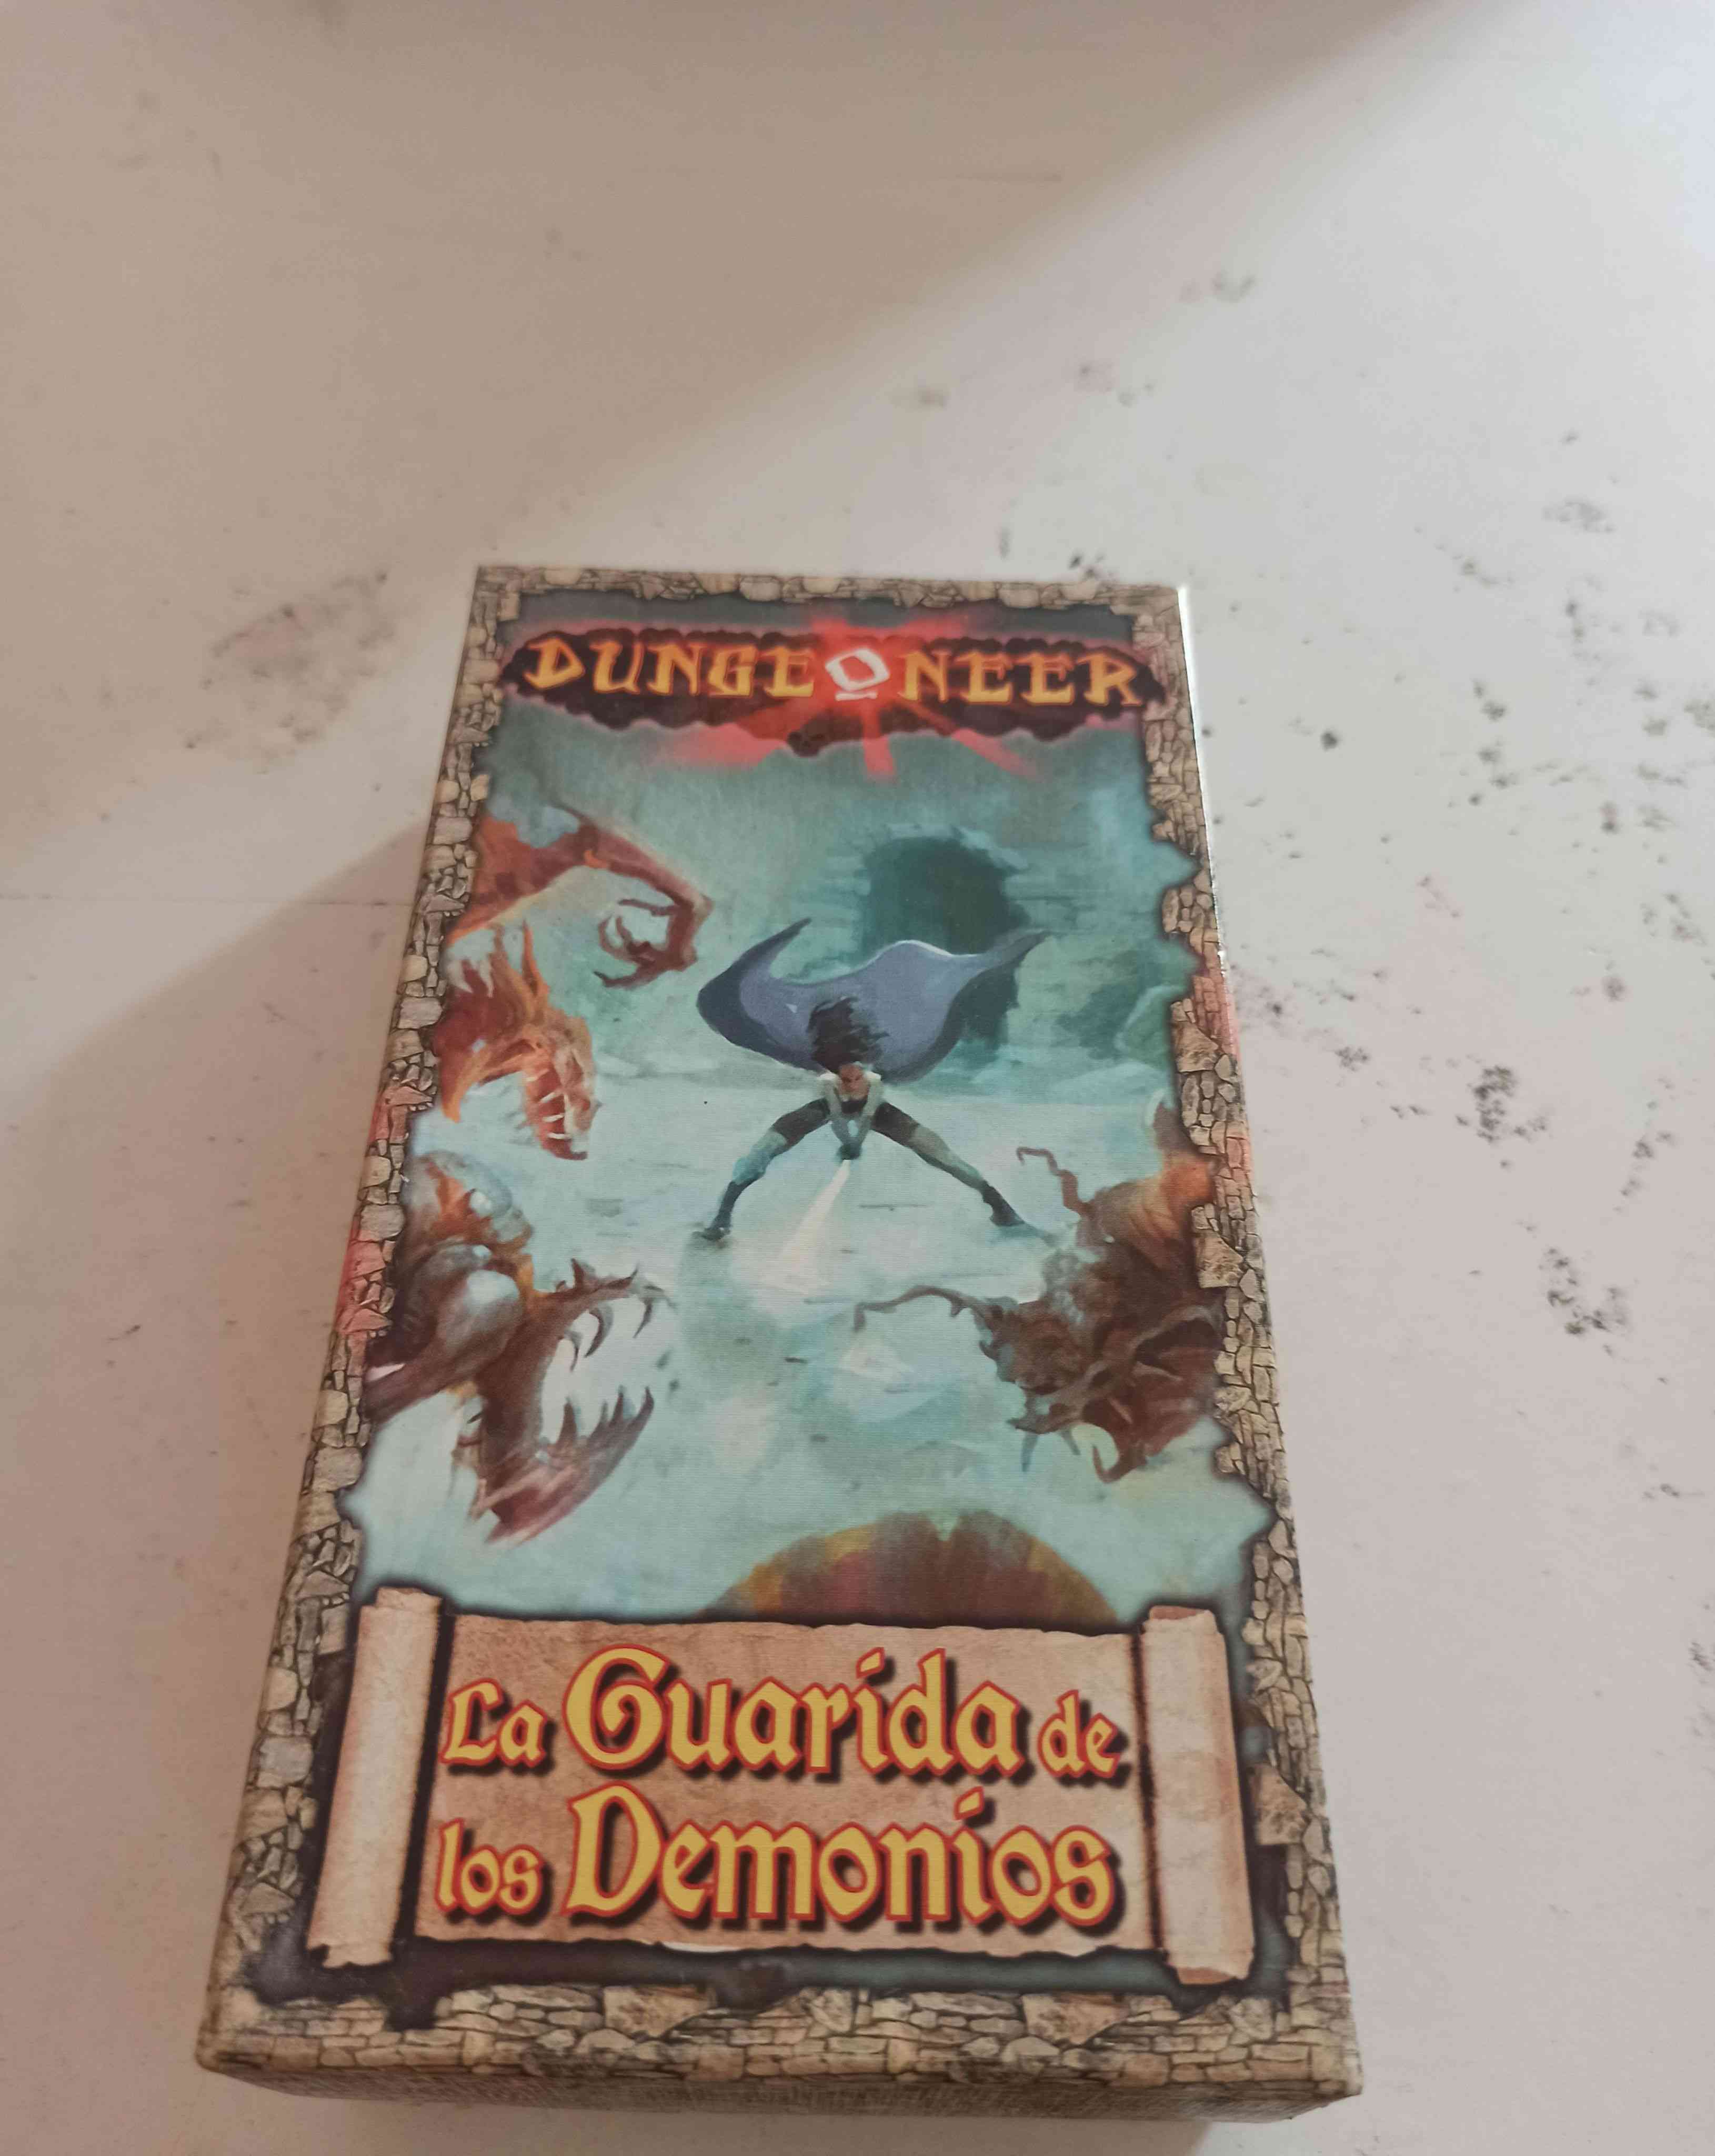 DUNGEONEER
La Guarida de
los Demonios